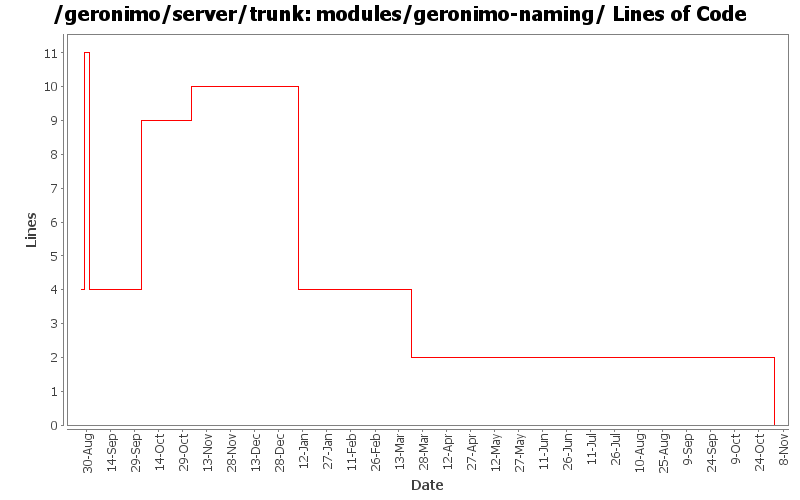 /geronimo/server/trunk: modules/geronimo-naming/ Lines of Code
11
10
9
8
7
6
5
4
3
2
1
0
Lines
30-Aug
14-Sep
29-Sep
14-Oct
29-Oct
13-Nov
28-Nov
13-Dec
28-Dec
12-Jan
27-Jan
11-Feb
26-Feb
13-Mar
28-Mar
12-Apr
27-Apr
12-May
27-May
11-Jun
26-Jun
11-Jul
26-Jul
10-Aug
25-Aug
9-Sep
24-Sep
9-Oct
24-Oct
8-Nov
Date